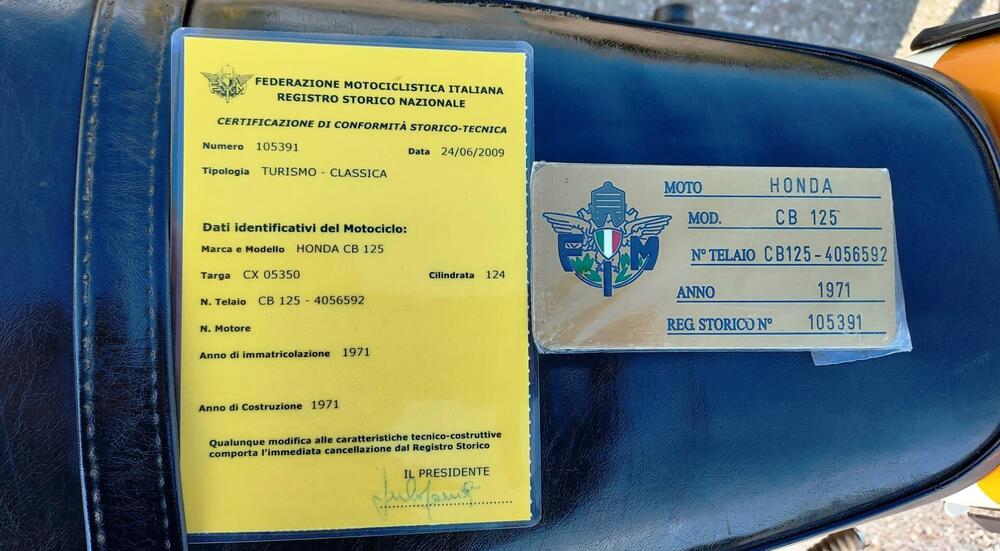 FEDERAZIONE MOTOCICLISTICA ITALIANA
REGISTRO STORICO NAZIONALE
CERTIFICAZIONE DI CONFORMITÀ STORICO-TECNICA
Numero 105391 Data 24/06/2009
Tipologia TURISMO - CLASSICA
Dati identificativi del Motociclo:
Marca e Modello HONDA CB 125
Targa CX 05350 Cilindrata 124
N. Telaio CB 125 - 4056592
N. Motore
Anno di immatricolazione 1971
Anno di Costruzione 1971
Qualunque modifica alle caratteristiche tecnico-costruttive
comporta l'immediata cancellazione dal Registro Storico
IL PRESIDENTE
FIM
MOTO HONDA
MOD. CB 125
N° TELAIO CB125-4056592
ANNO 1971
REG STORICO N° 105391